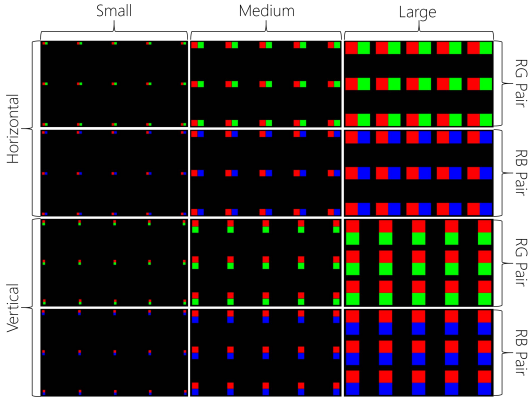 Small Medium Large
Horizontal
RG Pair
RB Pair
Vertical
RG Pair
RB Pair